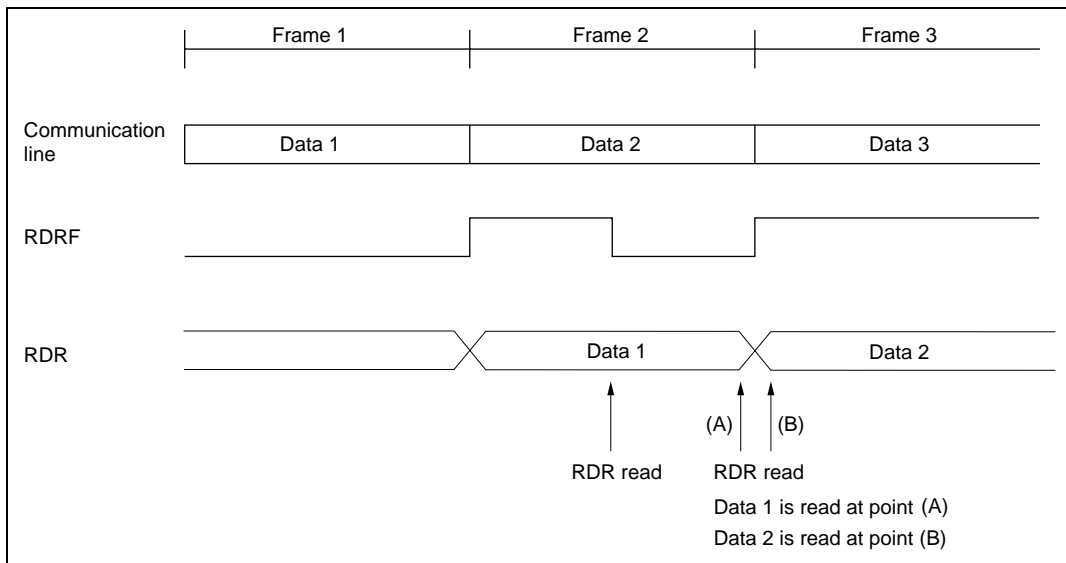 Frame 1 Frame 2 Frame 3
Communication
line
Data 1 Data 2 Data 3
RDRF
RDR
Data 1 Data 2
(A) (B)
RDR read RDR read
Data 1 is read at point (A)
Data 2 is read at point (B)